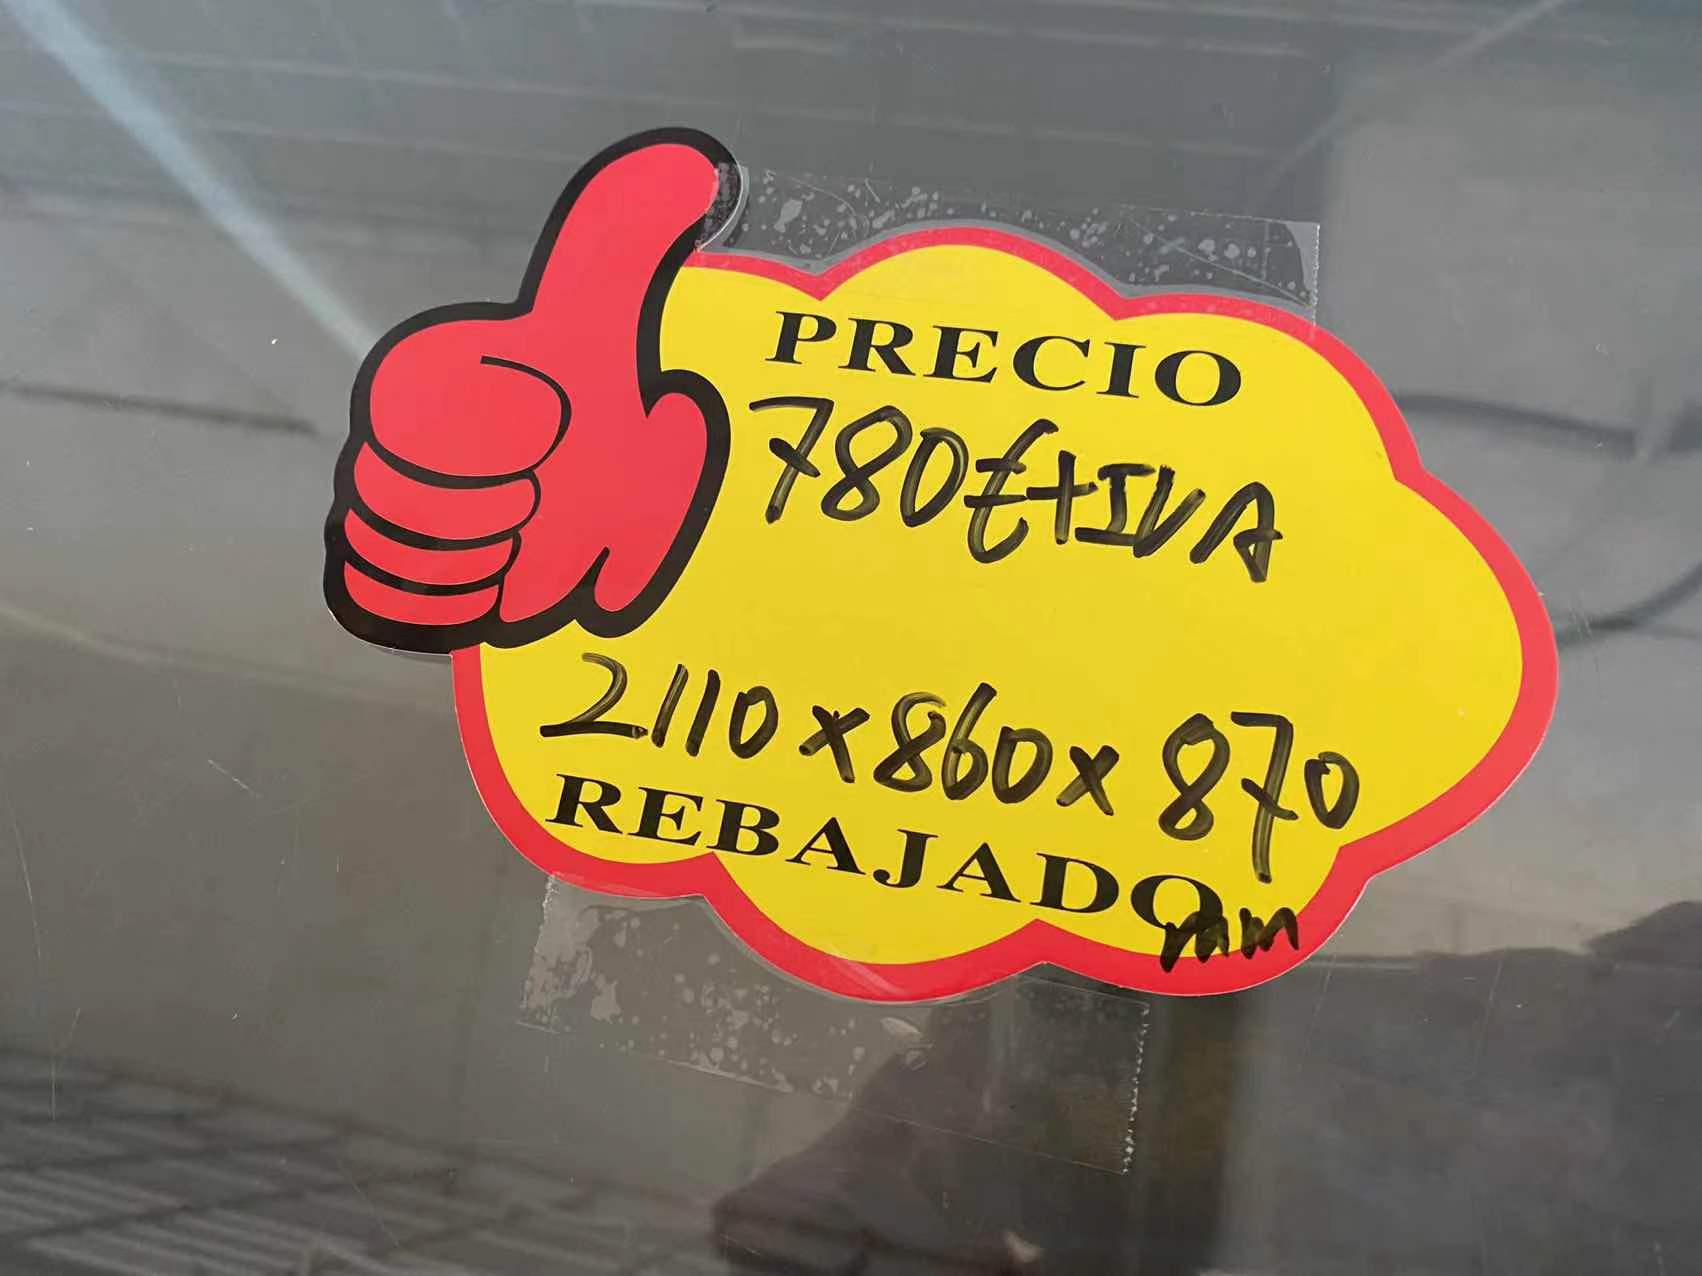 PRECIO
780€+IVA
2110x860x870
REBAJADO
mm